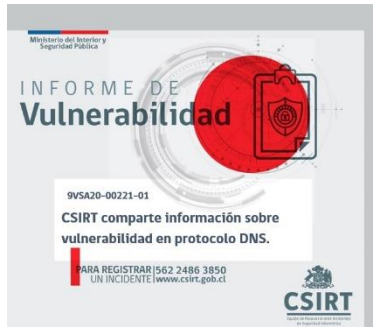 Ministerio del Interior y
Seguridad Pública
INFORME DE
Vulnerabilidad
9VSA20-00221-01
CSIRT comparte información sobre
vulnerabilidad en protocolo DNS.
PARA REGISTRAR | 562 2486 3850
UN INCIDENTE | www.csirt.gob.cl
CSIRT